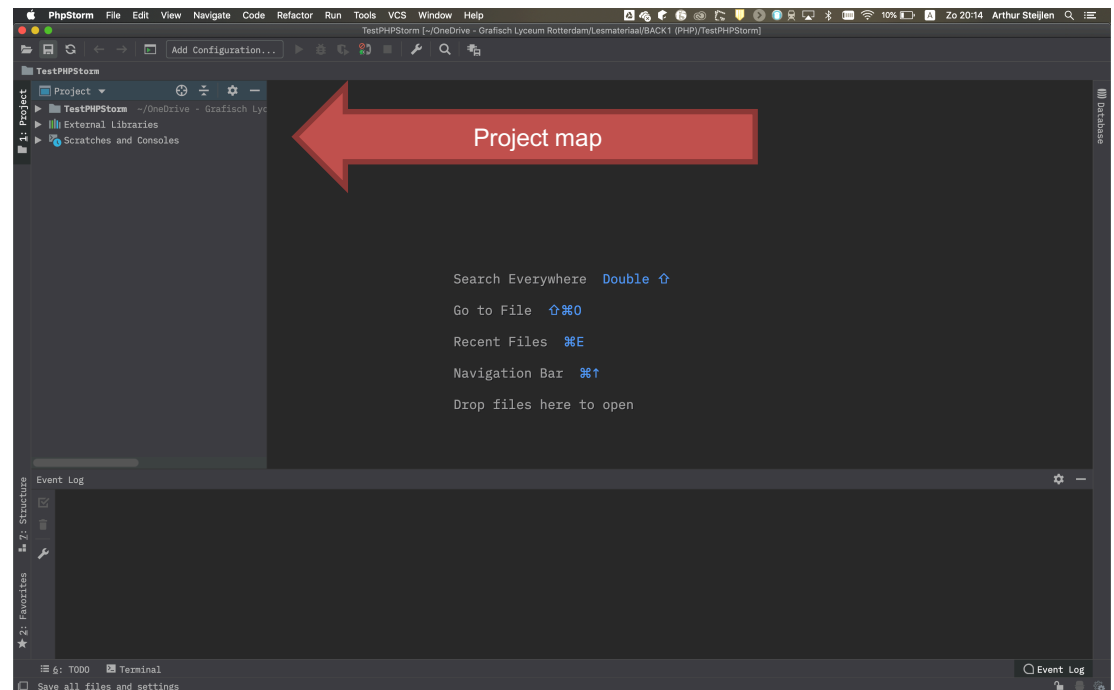 PhpStorm File Edit View Navigate Code Refactor Run Tools VCS Window Help 10% A Zo 20:14 Arthur Steijlen
TestPHPStorm [~/OneDrive - Grafisch Lyceum Rotterdam/Lesmateriaal/BACK1 (PHP)/TestPHPStorm]
Add Configuration...
TestPHPStorm
1: Project
Project
TestPHPStorm ~/OneDrive - Grafisch Lyc
External Libraries
Scratches and Consoles
Project map
Database
Search Everywhere Double ⇧
Go to File ⇧⌘O
Recent Files ⌘E
Navigation Bar ⌘↑
Drop files here to open
Event Log
7: Structure
2: Favorites
6: TODO Terminal Event Log
Save all files and settings